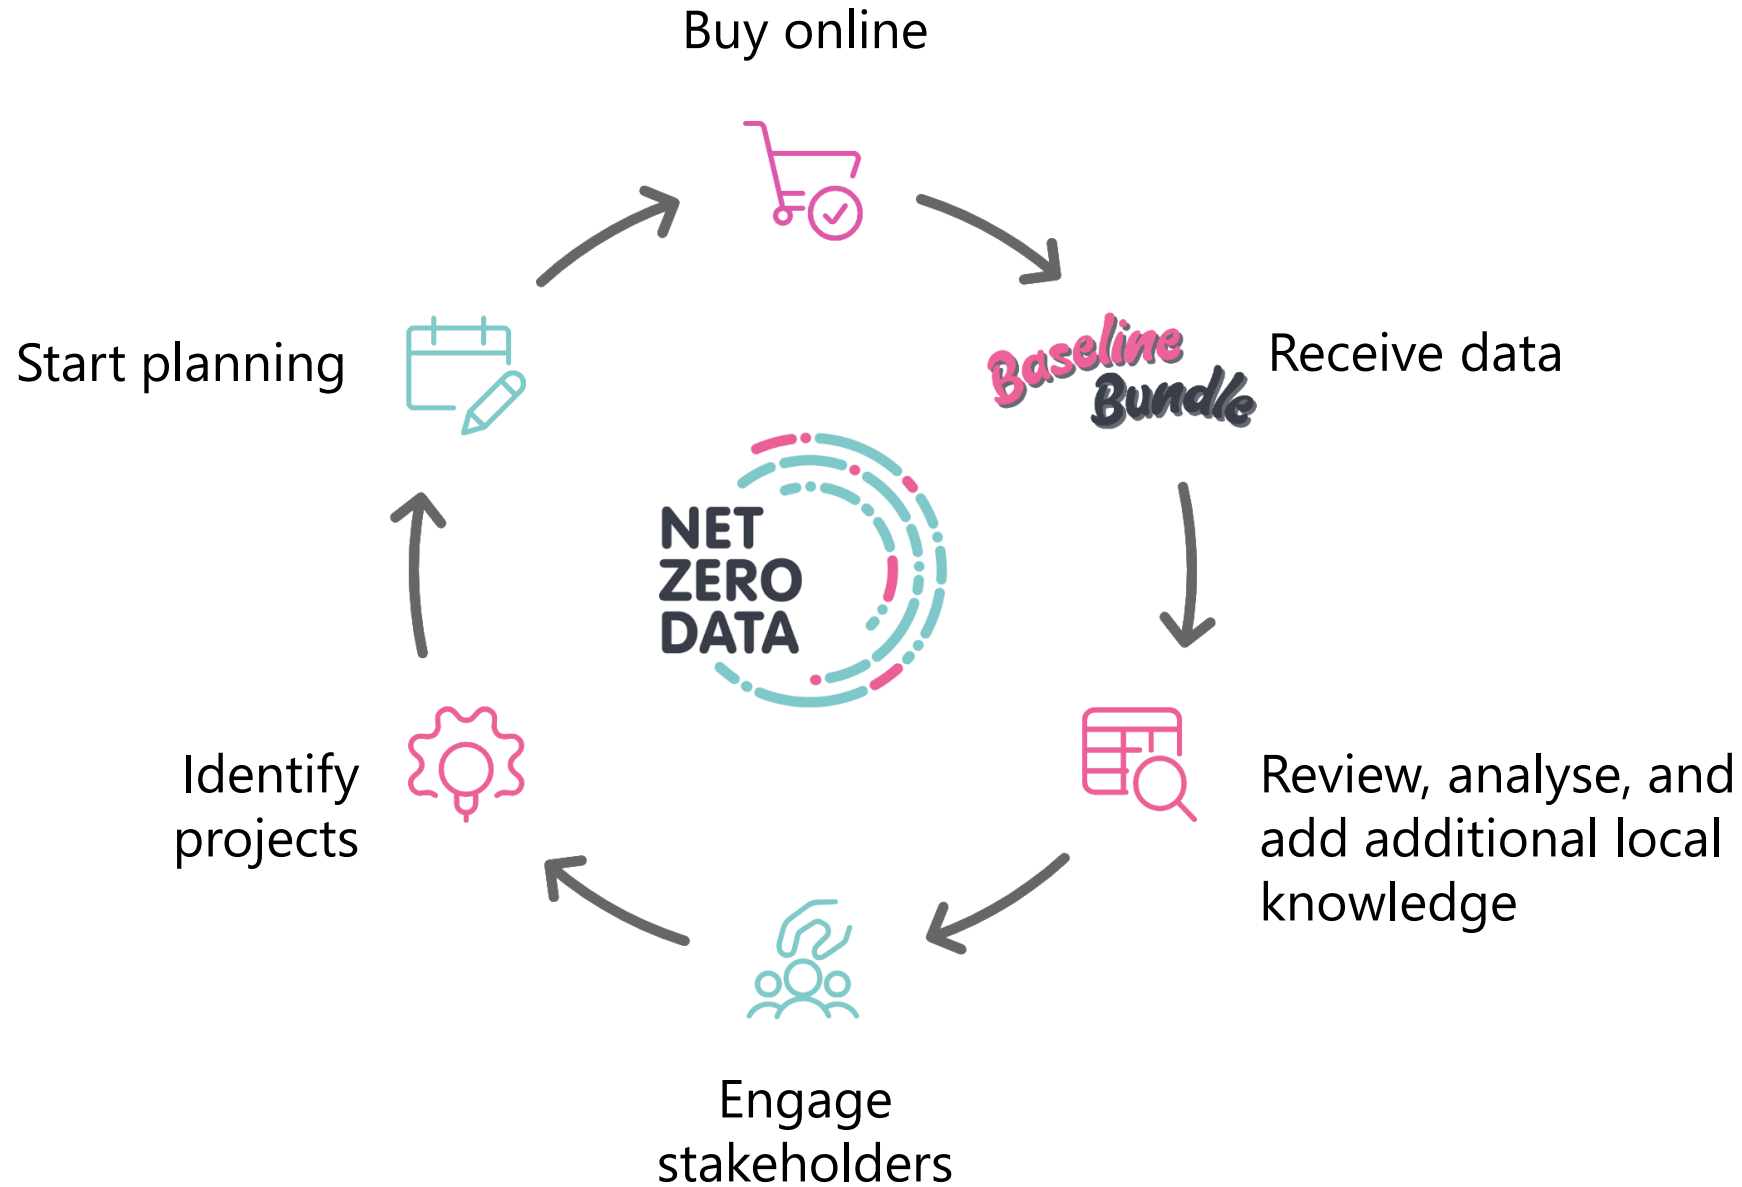 Buy online
Baseline
Bundle
Receive data
Review, analyse, and
add additional local
knowledge
Engage
stakeholders
Identify
projects
Start planning
NET
ZERO
DATA